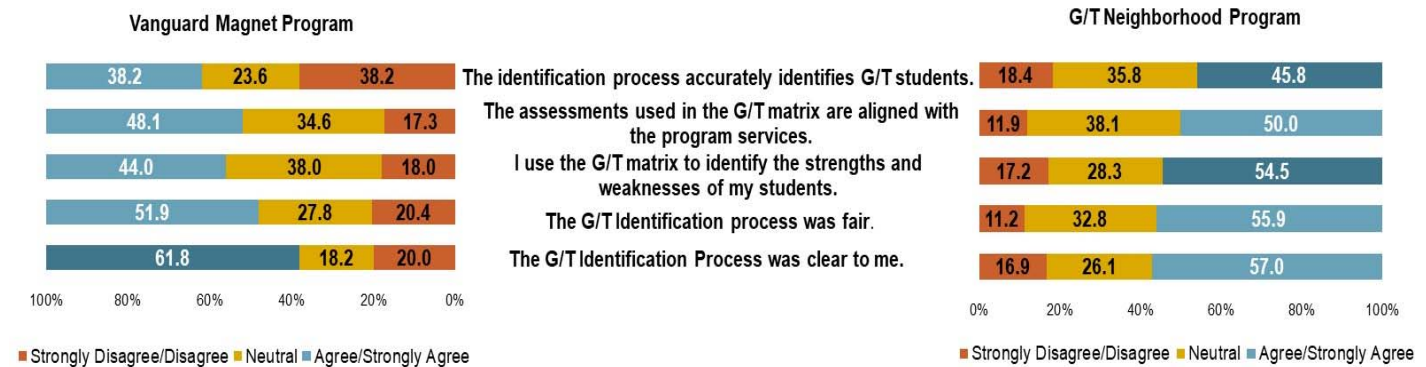 Vanguard Magnet Program
G/T Neighborhood Program
38.2 23.6 38.2 The identification process accurately identifies G/T students. 18.4 35.8 45.8
The assessments used in the G/T matrix are aligned with
48.1 34.6 17.3 the program services. 11.9 38.1 50.0
I use the G/T matrix to identify the strengths and
44.0 38.0 18.0 weaknesses of my students. 17.2 28.3 54.5
51.9 27.8 20.4 The G/T Identification process was fair. 11.2 32.8 55.9
61.8 18.2 20.0 The G/T Identification Process was clear to me. 16.9 26.1 57.0
100% 80% 60% 40% 20% 0% 0% 20% 40% 60% 80% 100%
Strongly Disagree/Disagree Neutral Agree/Strongly Agree Strongly Disagree/Disagree Neutral Agree/Strongly Agree